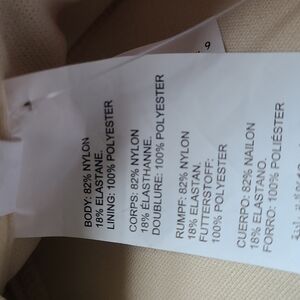 BODY: 82% NYLON
18% ELASTANE.
LINING: 100% POLYESTER
CORPS: 82% NYLON
18% ÉLASTHANNE.
DOUBLURE: 100% POLYESTER
RUMPF: 82% NYLON
18% ELASTAN.
FUTTERSTOFF:
100% POLYESTER
CUERPO: 82% NAILON
18% ELASTANO.
FORRO: 100% POLIÉSTER